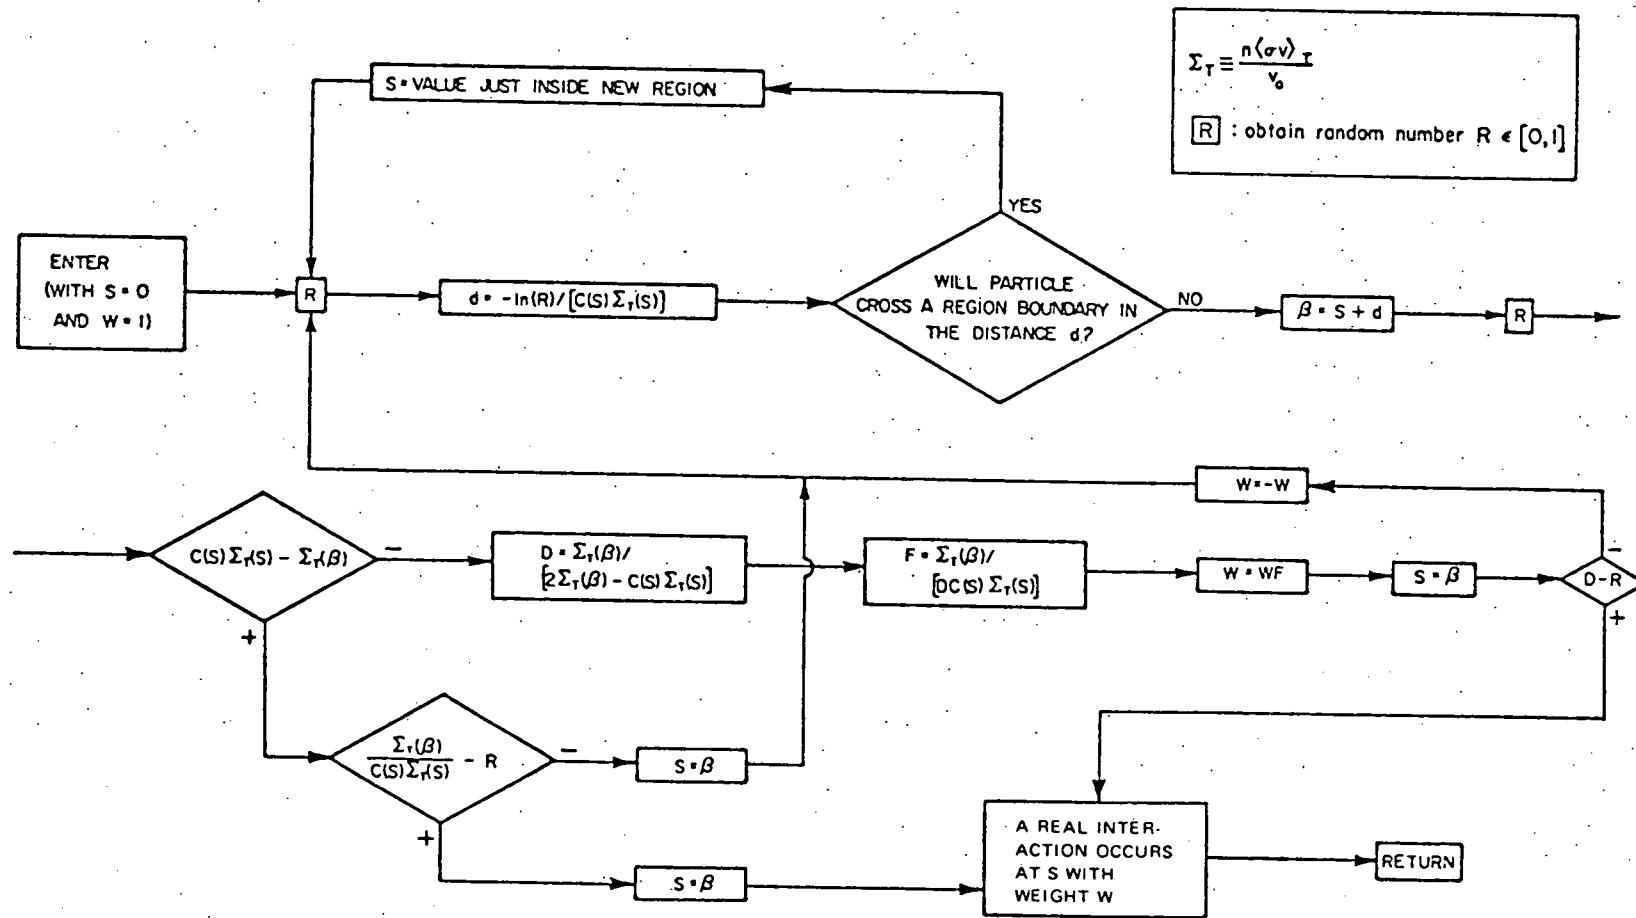 Σ_T ≡ n⟨σv⟩_T / v_o
R : obtain random number R ϵ [0,1]
S = VALUE JUST INSIDE NEW REGION
YES
ENTER
(WITH S = 0
AND W = 1)
R
d = -ln(R)/[C(S) Σ_T(S)]
WILL PARTICLE
CROSS A REGION BOUNDARY IN
THE DISTANCE d?
NO
β = S + d
R
W = -W
C(S) Σ_T(S) - Σ_T(β)
-
+
D = Σ_T(β)/
[2Σ_T(β) - C(S) Σ_T(S)]
F = Σ_T(β)/
[DC(S) Σ_T(S)]
W = WF
S = β
D-R
-
+
Σ_T(β) / C(S) Σ_T(S) - R
-
+
S = β
S = β
A REAL INTER-
ACTION OCCURS
AT S WITH
WEIGHT W
RETURN